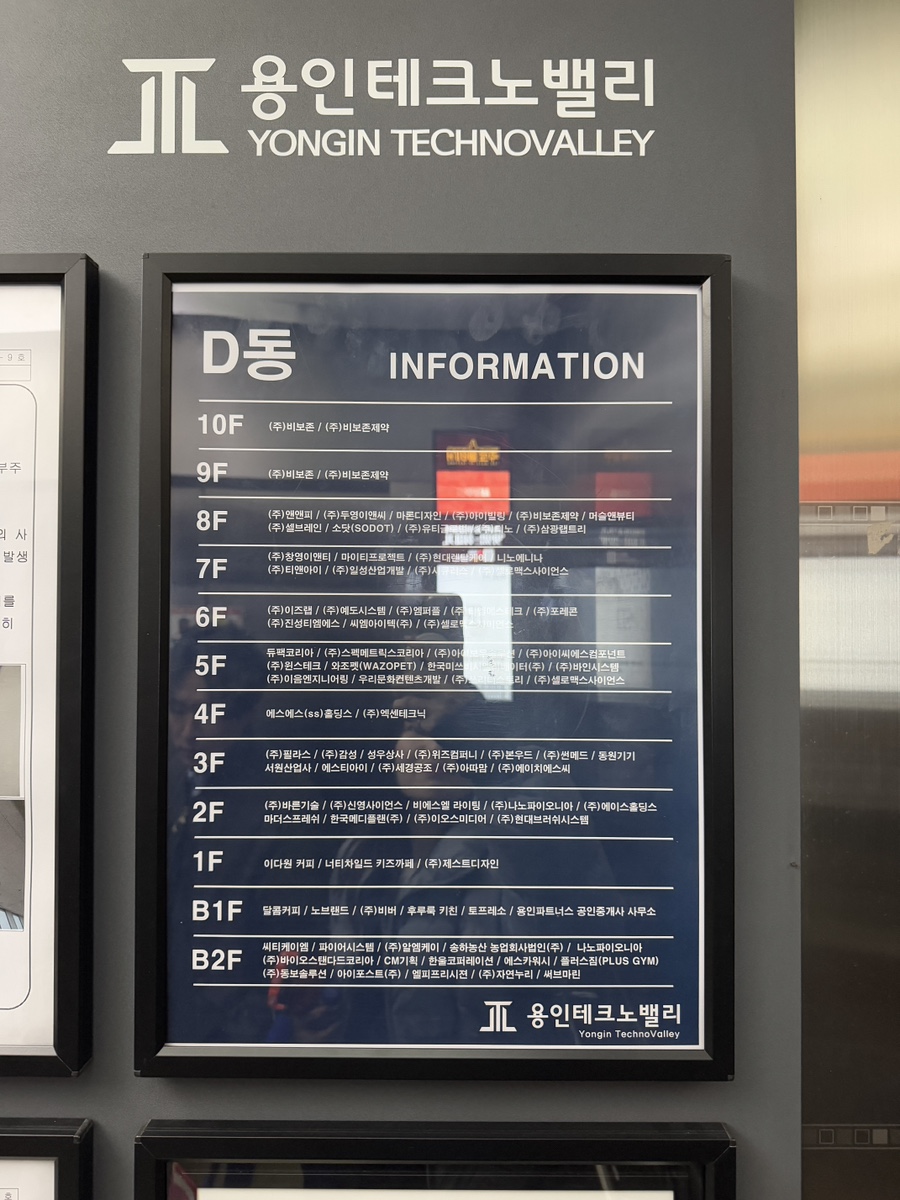 용인테크노밸리
YONGIN TECHNOVALLEY
- 9 호
부주
의 사
발생
를
히
D동 INFORMATION
10F (주)비보존 / (주)비보존제약
9F (주)비보존 / (주)비보존제약
8F (주)앤앤피 / (주)두영이앤씨 / 마론디자인 / (주)아이빌링 / (주)비보존제약 / 머슬앤뷰티
(주)셀브레인 / 소닷(SODOT) / (주)삼광랩트리
7F (주)창영이앤티 / 마이티프로젝트 / (주)현대렌탈케어 / 니노에니나
(주)티앤아이 / (주)일성산업개발 / (주)셀로맥스사이언스
6F (주)이즈랩 / (주)예도시스템 / (주)엠퍼플 / (주)포레콘
(주)진성티엠에스 / 씨엠아이텍(주) /
5F 듀팩코리아 / (주)스펙메트릭스코리아 / (주)아이씨에스컴포넌트
(주)윈스테크 / 와조펫(WAZOPET) / (주)바인시스템
(주)이음엔지니어링 / 우리문화컨텐츠개발 / (주)셀로맥스사이언스
4F 에스에스(ss)홀딩스 / (주)엑센테크닉
3F (주)필라스 / (주)감성 / 성우상사 / (주)위즈컴퍼니 / (주)본우드 / (주)썬메드 / 동원기기
서원산업사 / 에스티아이 / (주)세경공조 / (주)아따맘 / (주)에이치에스씨
2F (주)바른기술 / (주)신영사이언스 / 비에스엘 라이팅 / (주)나노파이오니아 / (주)에이스홀딩스
마더스프레쉬 / 한국메디플랜(주) / (주)이오스미디어 / (주)현대브러쉬시스템
1F 이다원 커피 / 너티차일드 키즈까페 / (주)제스트디자인
B1F 달콤커피 / 노브랜드 / (주)비버 / 후루룩 키친 / 토프레소 / 용인파트너스 공인중개사 사무소
B2F 씨티케이엠 / 파이어시스템 / (주)알엠케이 / 송하농산 농업회사법인(주) / 나노파이오니아
(주)바이오스탠다드코리아 / CM기획 / 한울코퍼레이션 / 에스카워시 / 플러스짐(PLUS GYM)
(주)동보솔루션 / 아이포스트(주) / 엘피프리시젼 / (주)자연누리 / 써브마린
용인테크노밸리
Yongin TechnoValley